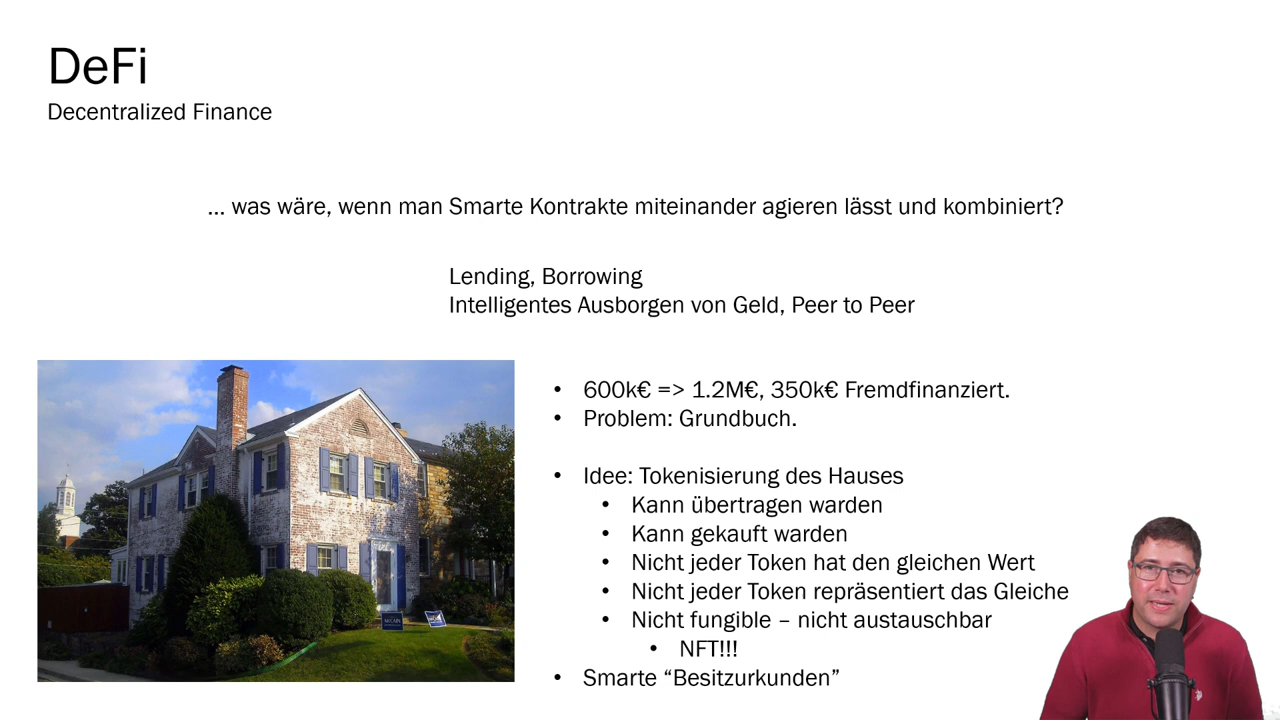 DeFi
Decentralized Finance
... was wäre, wenn man Smarte Kontrakte miteinander agieren lässt und kombiniert?
Lending, Borrowing
Intelligentes Ausborgen von Geld, Peer to Peer
• 600k€ => 1.2M€, 350k€ Fremdfinanziert.
• Problem: Grundbuch.
• Idee: Tokenisierung des Hauses
• Kann übertragen warden
• Kann gekauft warden
• Nicht jeder Token hat den gleichen Wert
• Nicht jeder Token repräsentiert das Gleiche
• Nicht fungible – nicht austauschbar
• NFT!!!
• Smarte “Besitzurkunden”